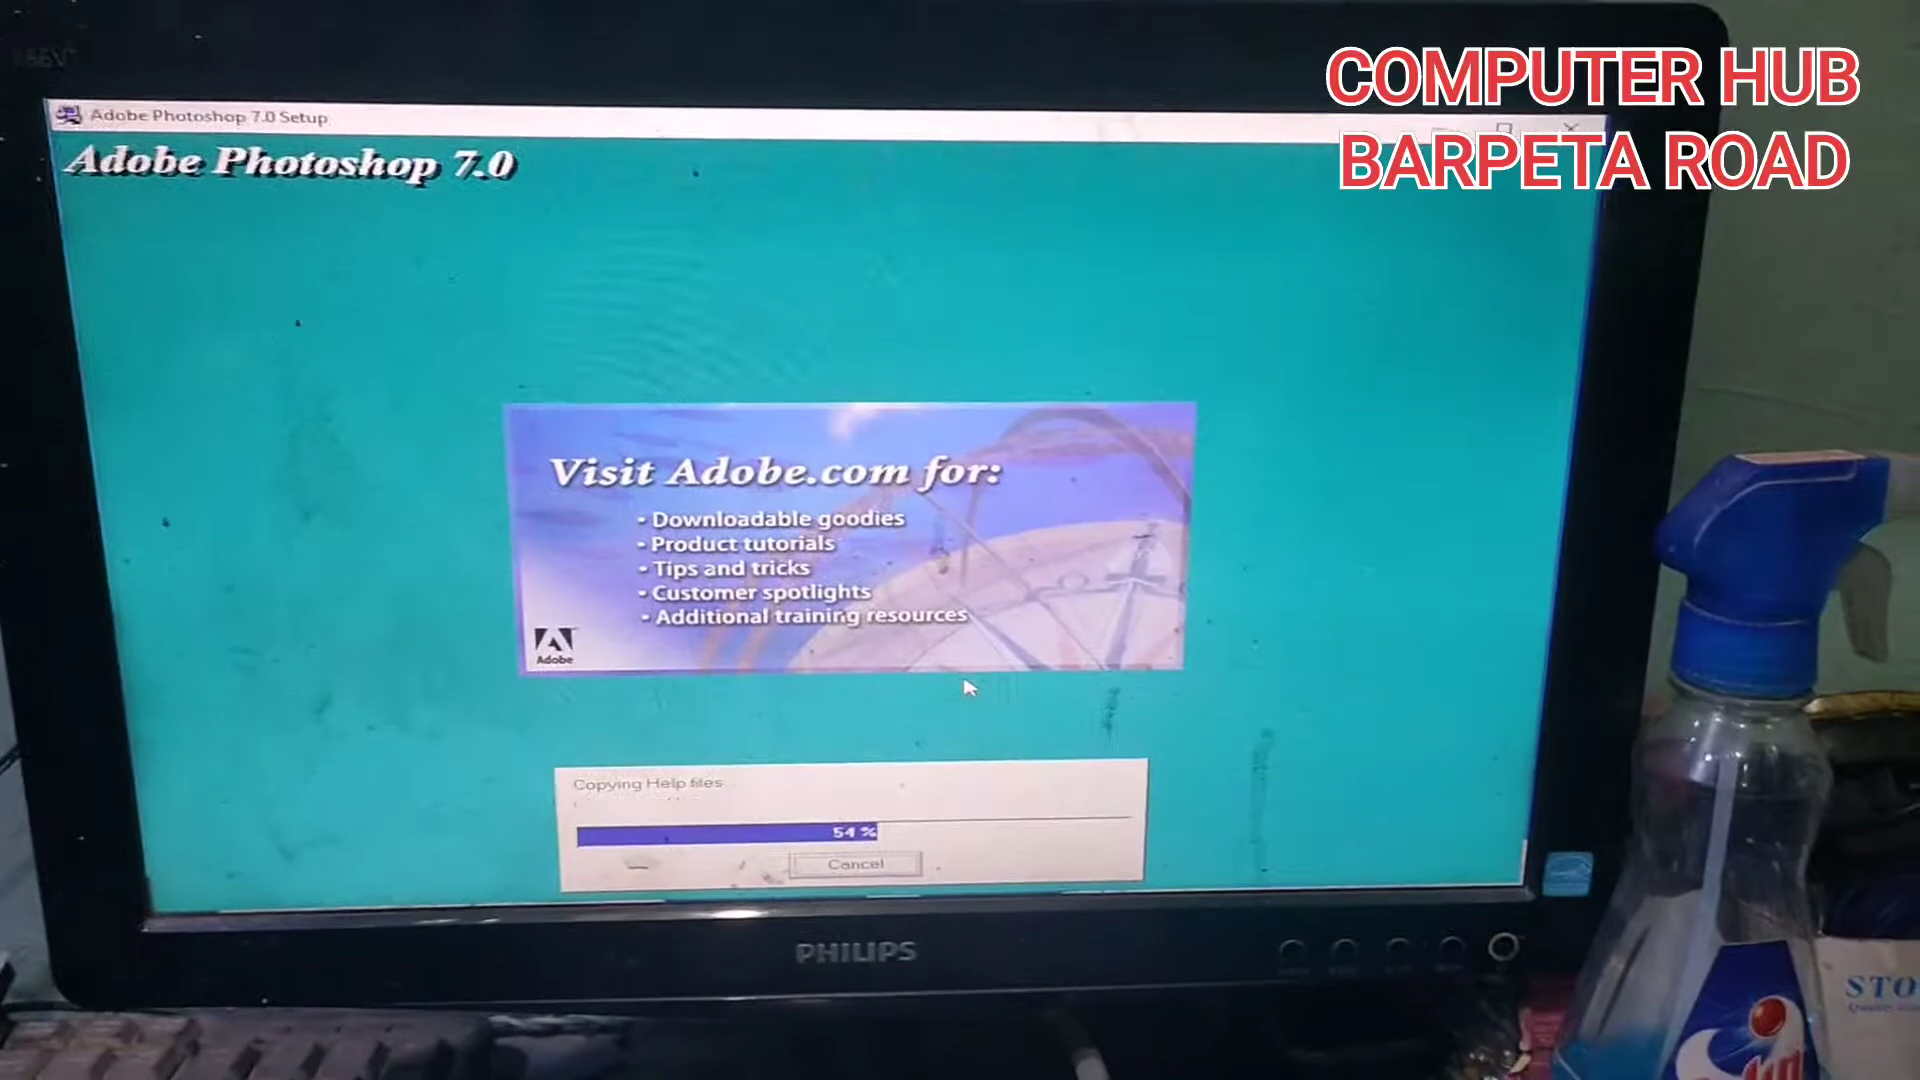 COMPUTER HUB
BARPETA ROAD
Adobe Photoshop 7.0 Setup
Adobe Photoshop 7.0
Visit Adobe.com for:
• Downloadable goodies
• Product tutorials
• Tips and tricks
• Customer spotlights
• Additional training resources
Adobe
Copying Help files
54 %
Cancel
PHILIPS
STO